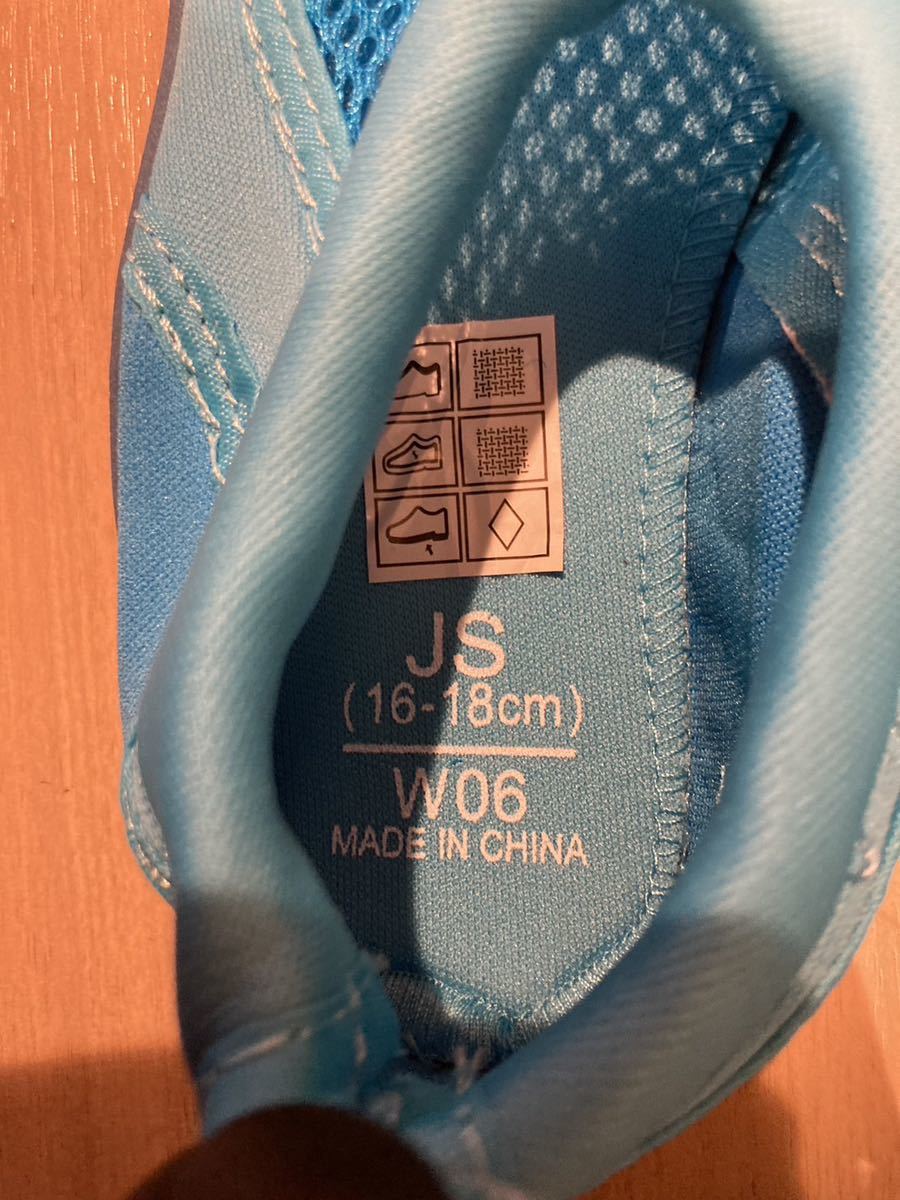 JS
(16-18cm)
W06
MADE IN CHINA